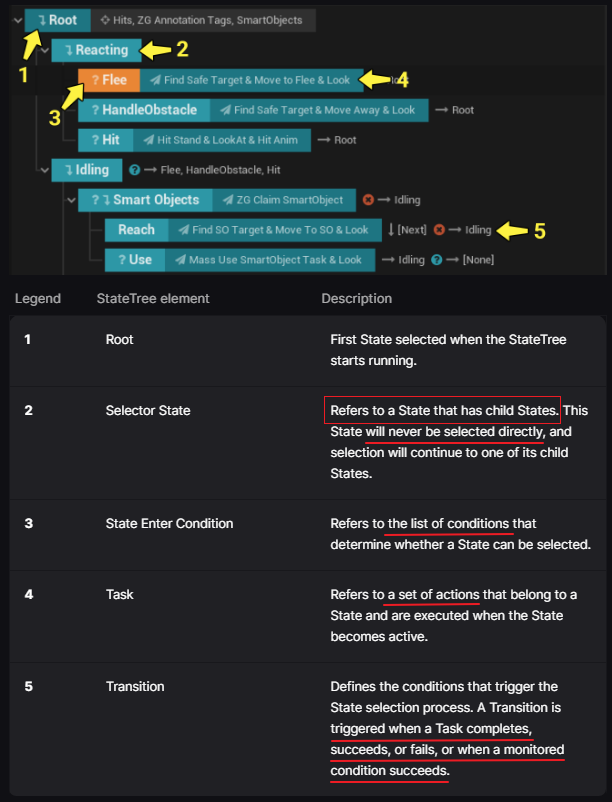 Root Hits, ZG Annotation Tags, SmartObjects
1 Reacting 2
? Flee Find Safe Target & Move to Flee & Look 4
3 ? HandleObstacle Find Safe Target & Move Away & Look → Root
? Hit Hit Stand & LookAt & Hit Anim → Root
Idling ? → Flee, HandleObstacle, Hit
? Smart Objects ZG Claim SmartObject → Idling
Reach Find SO Target & Move To SO & Look ↓ [Next] → Idling 5
? Use Mass Use SmartObject Task & Look → Idling ? → [None]
Legend StateTree element Description
1 Root First State selected when the StateTree
starts running.
2 Selector State Refers to a State that has child States. This
State will never be selected directly, and
selection will continue to one of its child
States.
3 State Enter Condition Refers to the list of conditions that
determine whether a State can be selected.
4 Task Refers to a set of actions that belong to a
State and are executed when the State
becomes active.
5 Transition Defines the conditions that trigger the
State selection process. A Transition is
triggered when a Task completes,
succeeds, or fails, or when a monitored
condition succeeds.